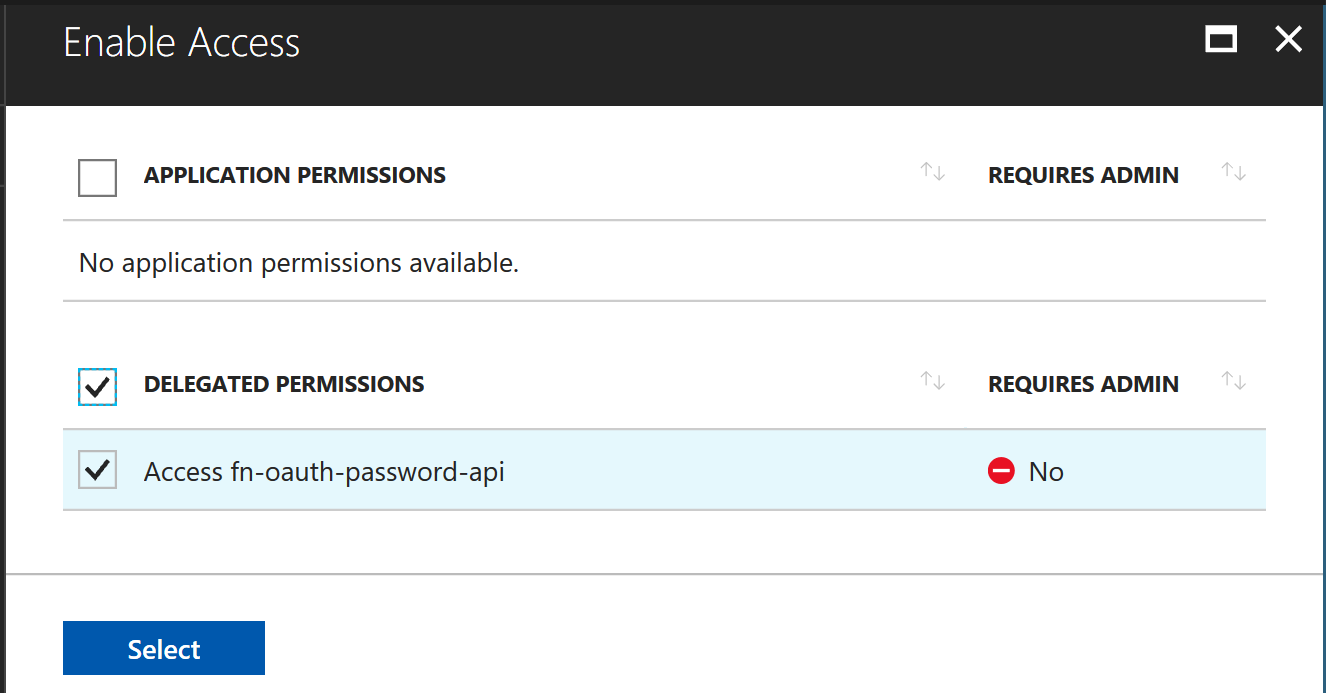 Enable Access
APPLICATION PERMISSIONS REQUIRES ADMIN
No application permissions available.
DELEGATED PERMISSIONS REQUIRES ADMIN
Access fn-oauth-password-api No
Select